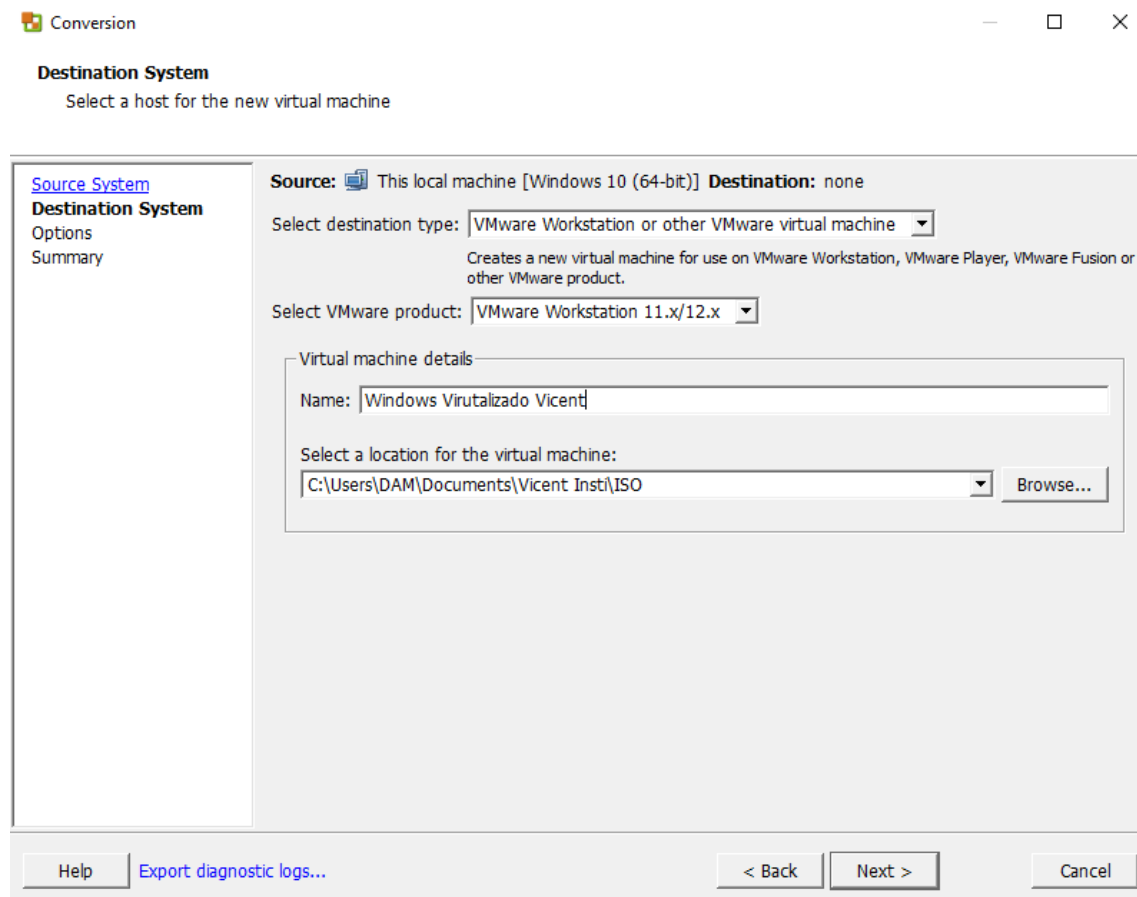 Conversion
Destination System
Select a host for the new virtual machine
Source System
Destination System
Options
Summary
Source: This local machine [Windows 10 (64-bit)] Destination: none
Select destination type: VMware Workstation or other VMware virtual machine
Creates a new virtual machine for use on VMware Workstation, VMware Player, VMware Fusion or
other VMware product.
Select VMware product: VMware Workstation 11.x/12.x
Virtual machine details
Name: Windows Virutalizado Vicent
Select a location for the virtual machine:
C:\Users\DAM\Documents\Vicent Insti\ISO Browse...
Help Export diagnostic logs... < Back Next > Cancel